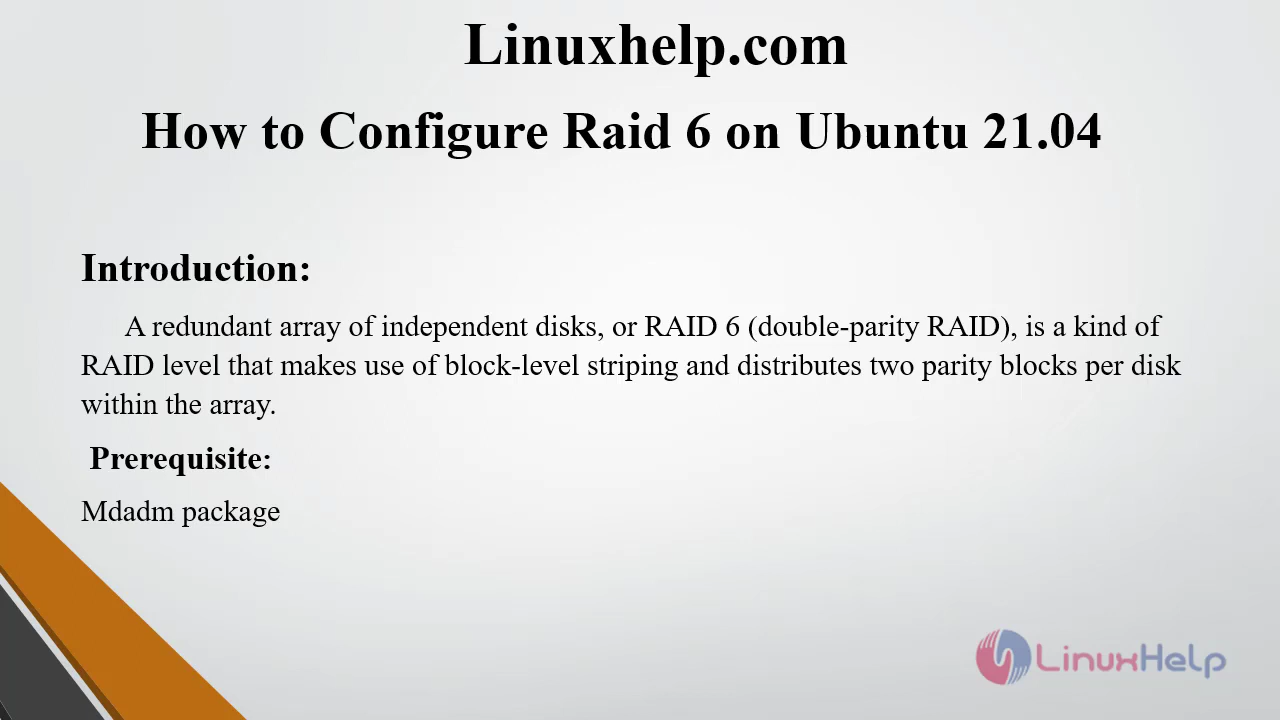 Linuxhelp.com
How to Configure Raid 6 on Ubuntu 21.04
Introduction:
A redundant array of independent disks, or RAID 6 (double-parity RAID), is a kind of
RAID level that makes use of block-level striping and distributes two parity blocks per disk
within the array.
Prerequisite:
Mdadm package
LinuxHelp